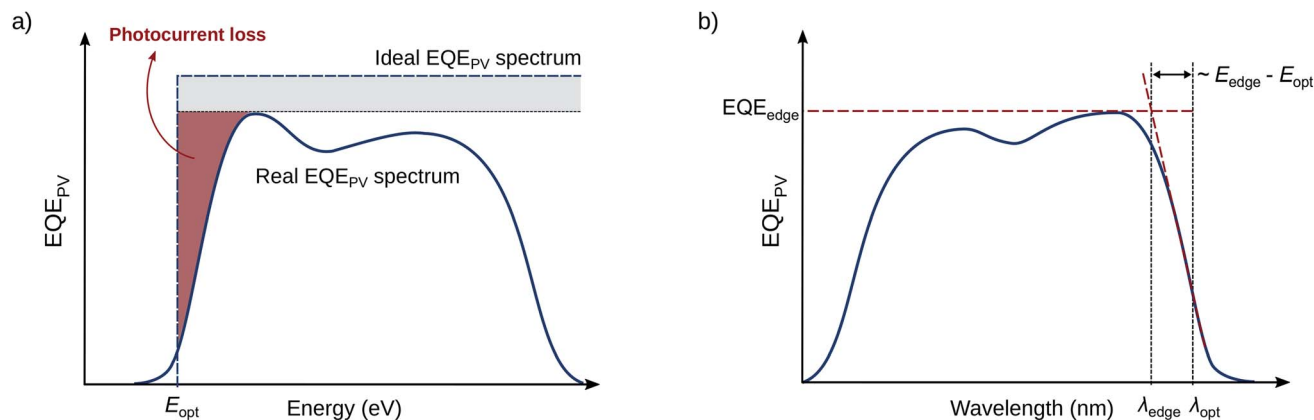 a)
Photocurrent loss
Ideal EQE_PV spectrum
Real EQE_PV spectrum
EQE_PV
E_opt
Energy (eV)
b)
~ E_edge - E_opt
EQE_edge
EQE_PV
Wavelength (nm)
λ_edge
λ_opt